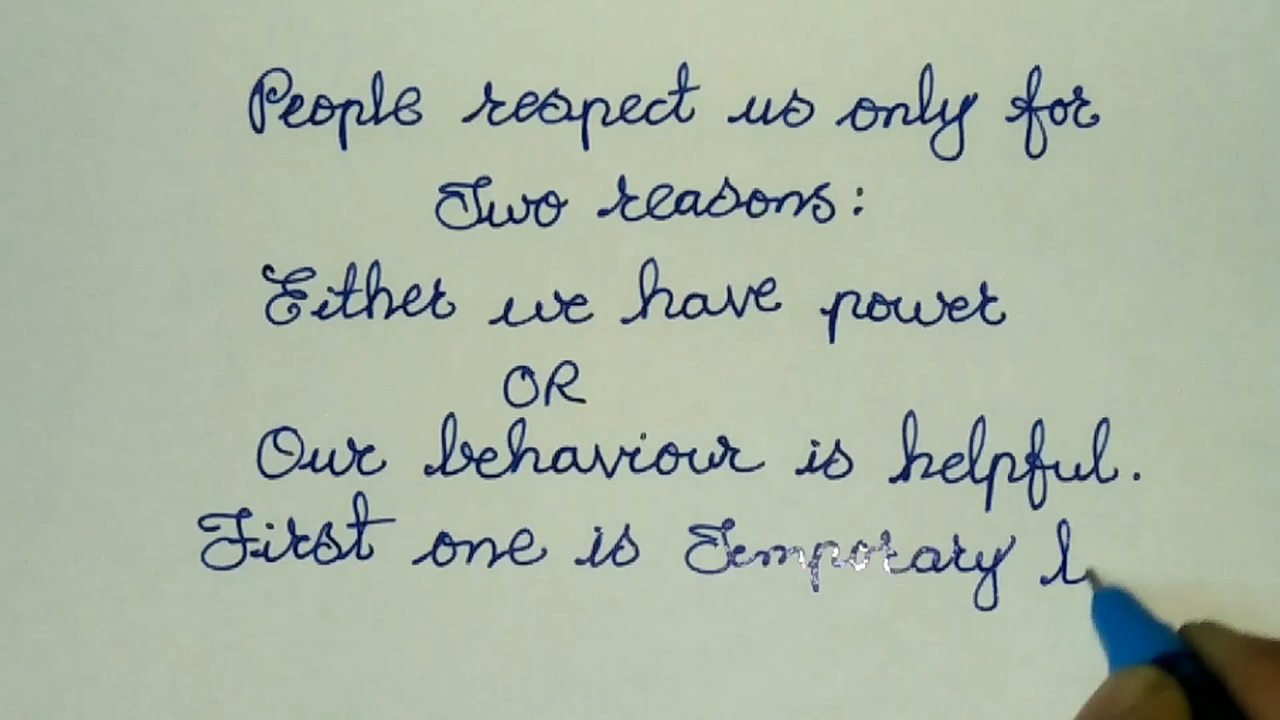 People respect us only for
Two reasons:
Either we have power
OR
Our behaviour is helpful.
First one is Temporary